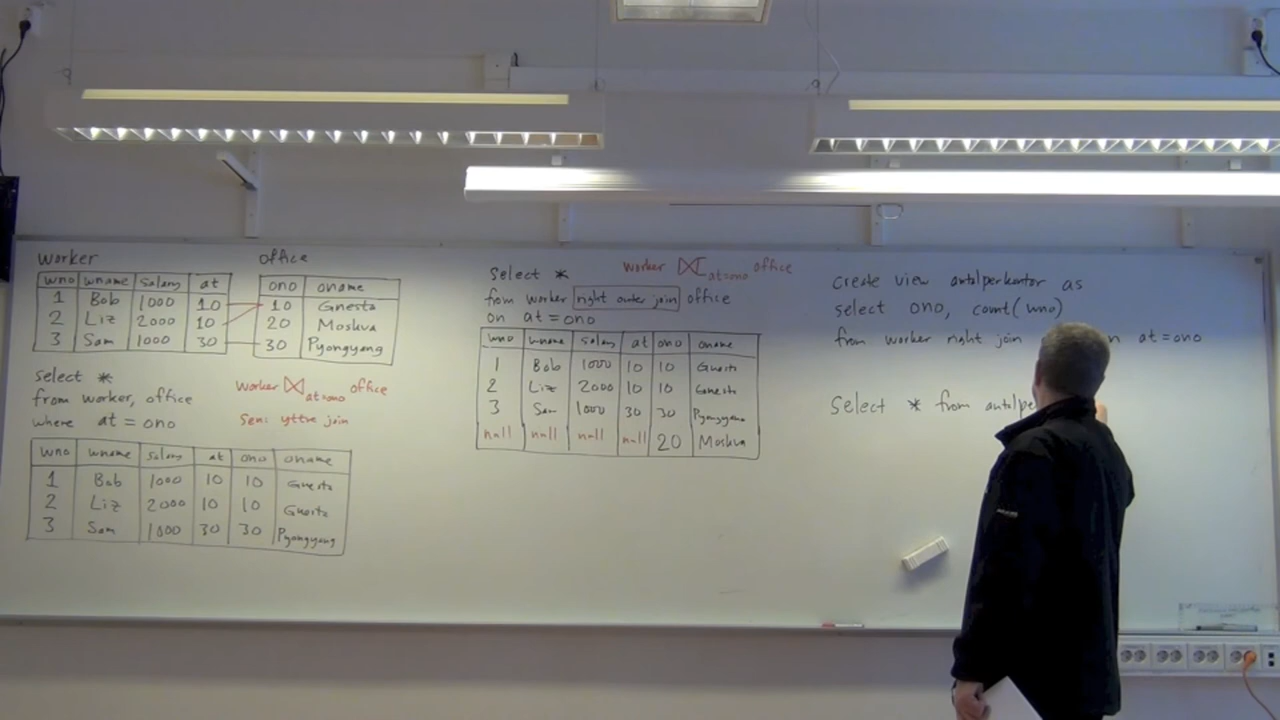 worker
wno wname salary at
1 Bob 1000 10
2 Liz 2000 10
3 Sam 1000 30
office
ono oname
10 Gnesta
20 Moskva
30 Pyongyang
select *
from worker, office
where at = ono
worker ⋈ at=ono office
Sen: yttre join
wno wname salary at ono oname
1 Bob 1000 10 10 Gnesta
2 Liz 2000 10 10 Gnesta
3 Sam 1000 30 30 Pyongyang
select *
from worker right outer join office
on at = ono
worker ⋈ at=ono office
wno wname salary at ono oname
1 Bob 1000 10 10 Gnesta
2 Liz 2000 10 10 Gnesta
3 Sam 1000 30 30 Pyongyang
null null null null 20 Moskva
create view antalperkontor as
select ono, count(wno)
from worker right join n at = ono
select * from antalpe